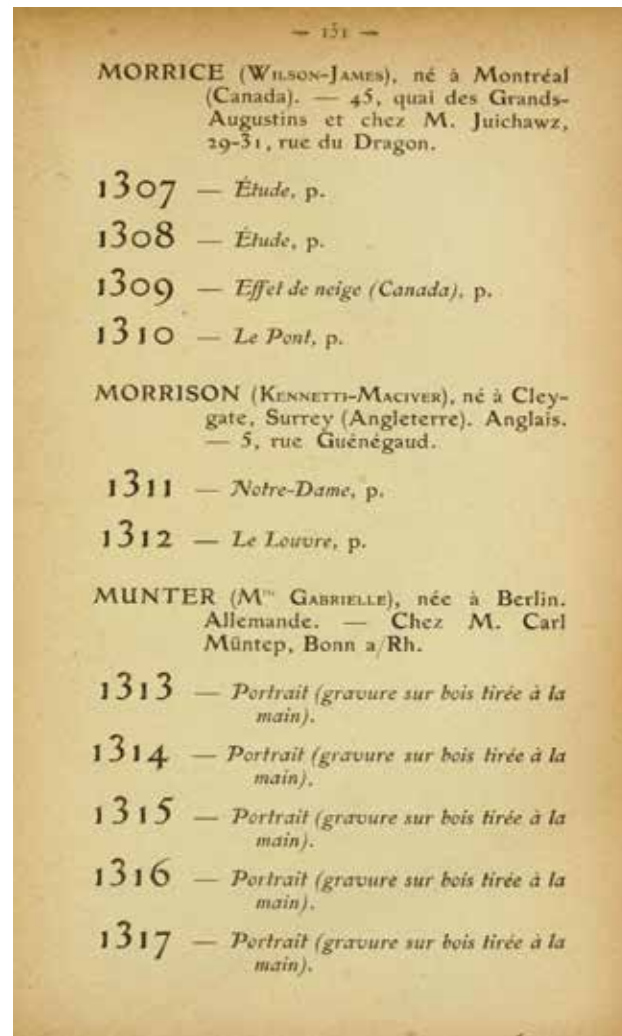 — 151 —
MORRICE (WILSON-JAMES), né à Montréal
(Canada). — 45, quai des Grands-
Augustins et chez M. Juichawz,
29-31, rue du Dragon.
1307 — Étude, p.
1308 — Étude, p.
1309 — Effet de neige (Canada), p.
1310 — Le Pont, p.
MORRISON (KENNETTI-MACIVER), né à Cley-
gate, Surrey (Angleterre). Anglais.
— 5, rue Guénégaud.
1311 — Notre-Dame, p.
1312 — Le Louvre, p.
MUNTER (Mlle GABRIELLE), née à Berlin.
Allemande. — Chez M. Carl
Müntep, Bonn a/Rh.
1313 — Portrait (gravure sur bois tirée à la
main).
1314 — Portrait (gravure sur bois tirée à la
main).
1315 — Portrait (gravure sur bois tirée à la
main).
1316 — Portrait (gravure sur bois tirée à la
main).
1317 — Portrait (gravure sur bois tirée à la
main).